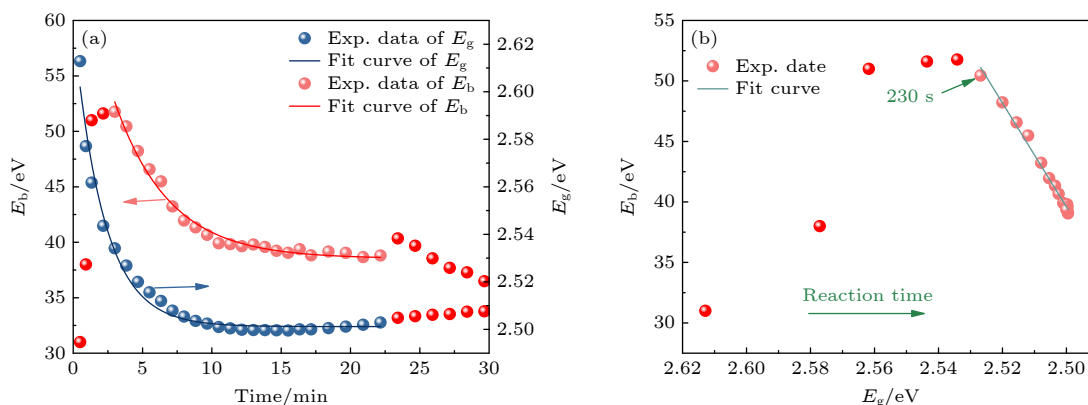 (a)
Exp. data of Eg
Fit curve of Eg
Exp. data of Eb
Fit curve of Eb
60
55
50
45
40
35
30
Eb/eV
2.62
2.60
2.58
2.56
2.54
2.52
2.50
Eg/eV
0 5 10 15 20 25 30
Time/min
(b)
Exp. date
Fit curve
230 s
Reaction time
55
50
45
40
35
30
Eb/eV
2.62 2.60 2.58 2.56 2.54 2.52 2.50
Eg/eV